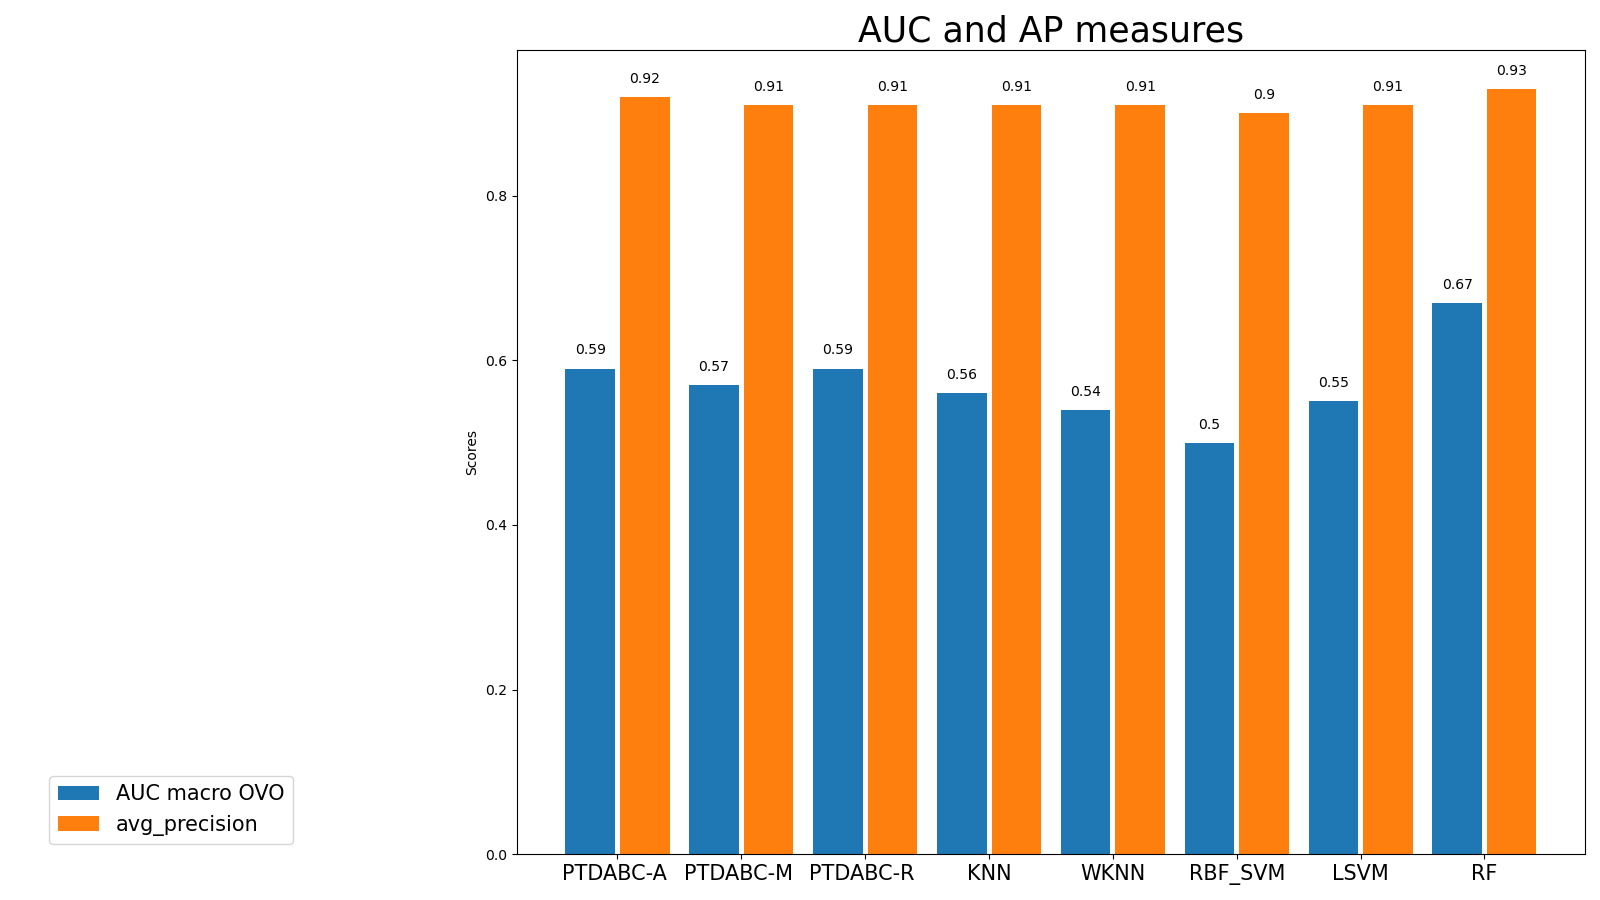 AUC and AP measures
0.92
0.91
0.91
0.91
0.91
0.9
0.91
0.93
0.59
0.57
0.59
0.56
0.54
0.5
0.55
0.67
0.8
0.6
0.4
0.2
0.0
Scores
PTDABC-A
PTDABC-M
PTDABC-R
KNN
WKNN
RBF_SVM
LSVM
RF
AUC macro OVO
avg_precision